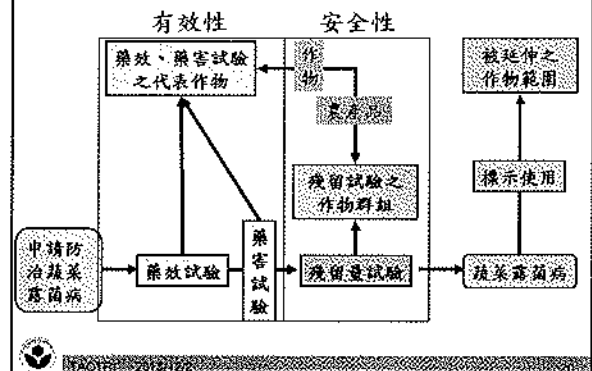 有效性
安全性
藥效、藥害試驗
之代表作物
作
物
農產品
被延伸之
作物範圍
殘留試驗之
作物群組
標示使用
申請防
治蔬菜
露菌病
藥效試驗
藥
害
試
驗
殘留量試驗
蔬菜露菌病